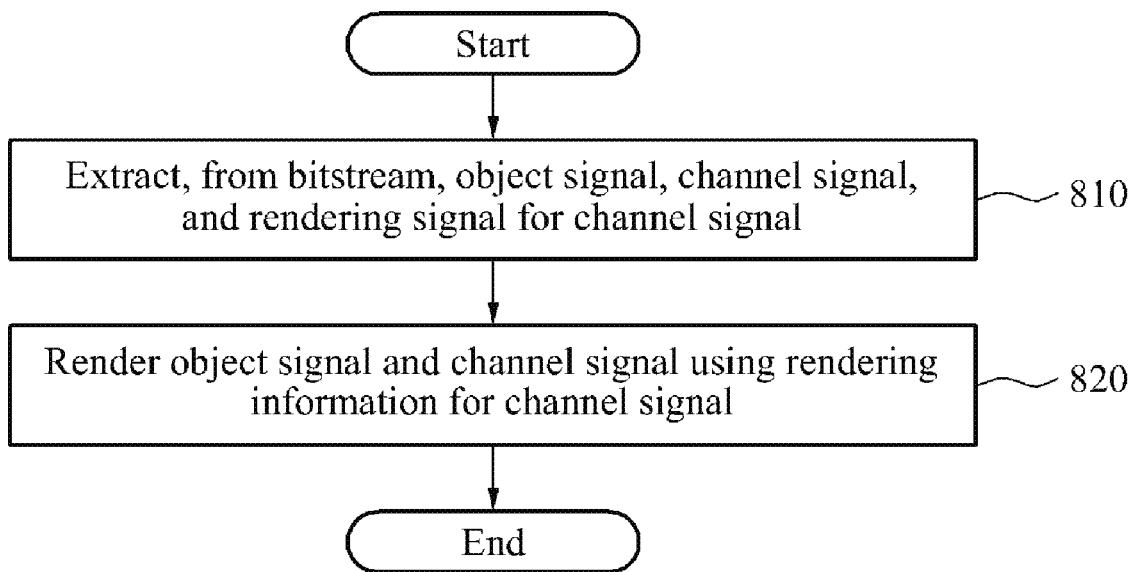 Start
Extract, from bitstream, object signal, channel signal,
and rendering signal for channel signal
810
Render object signal and channel signal using rendering
information for channel signal
820
End